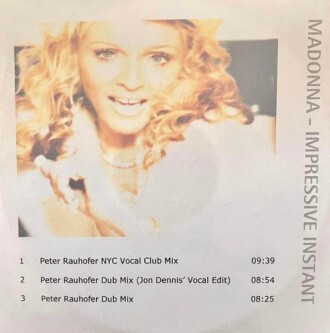 MADONNA – IMPRESSIVE INSTANT
1 Peter Rauhofer NYC Vocal Club Mix 09:39
2 Peter Rauhofer Dub Mix (Jon Dennis' Vocal Edit) 08:54
3 Peter Rauhofer Dub Mix 08:25